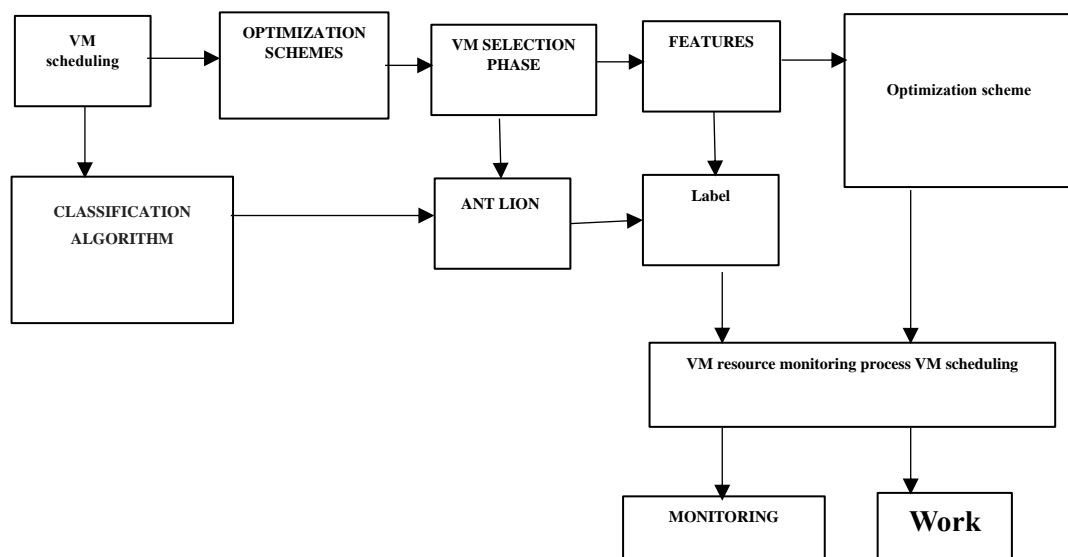 VM
scheduling
OPTIMIZATION
SCHEMES
VM SELECTION
PHASE
FEATURES
Optimization scheme
CLASSIFICATION
ALGORITHM
ANT LION
Label
VM resource monitoring process VM scheduling
MONITORING
Work